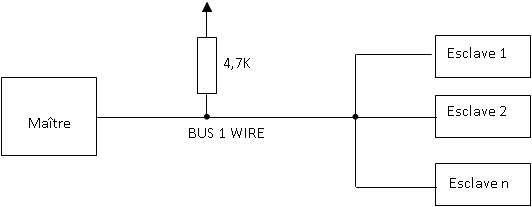 4,7K
Esclave 1
Maître
BUS 1 WIRE
Esclave 2
Esclave n